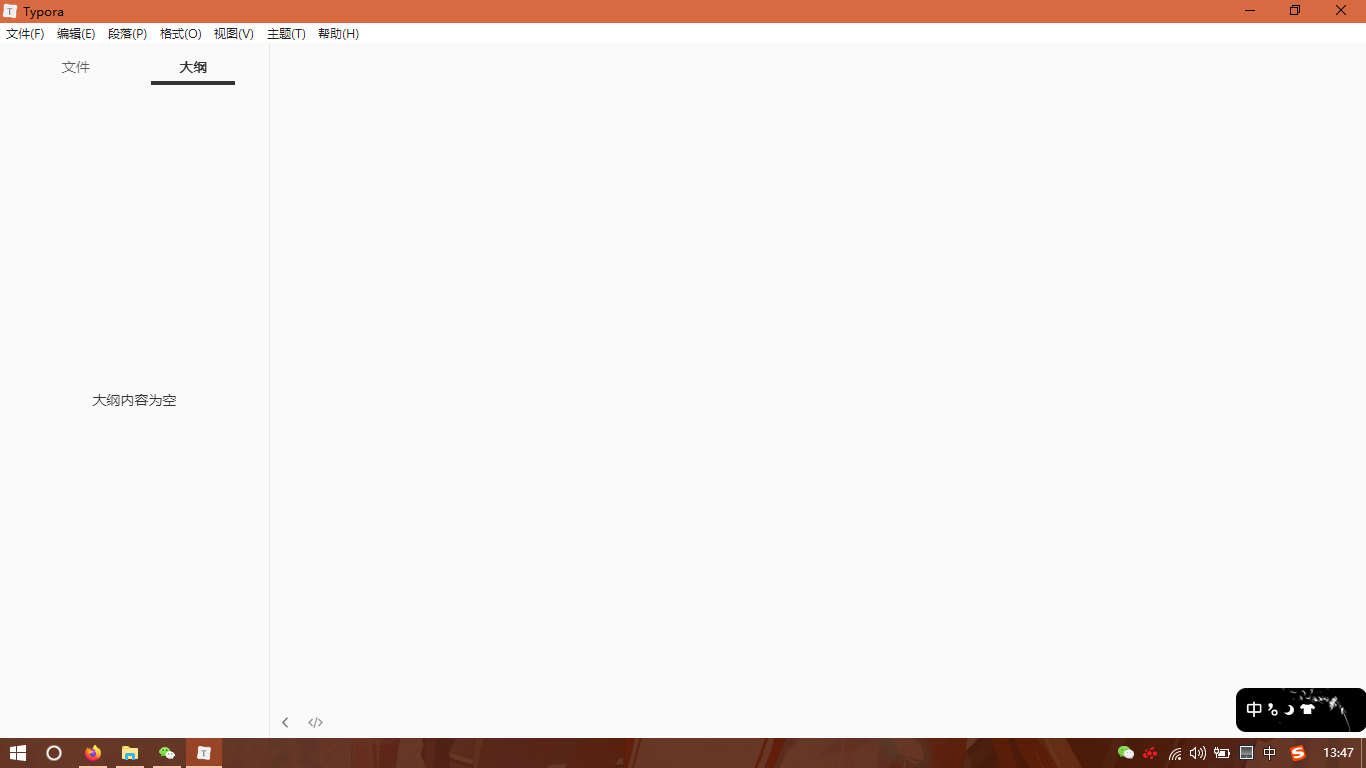 Typora
文件(F) 编辑(E) 段落(P) 格式(O) 视图(V) 主题(T) 帮助(H)
文件 大纲
大纲内容为空
中
中 13:47